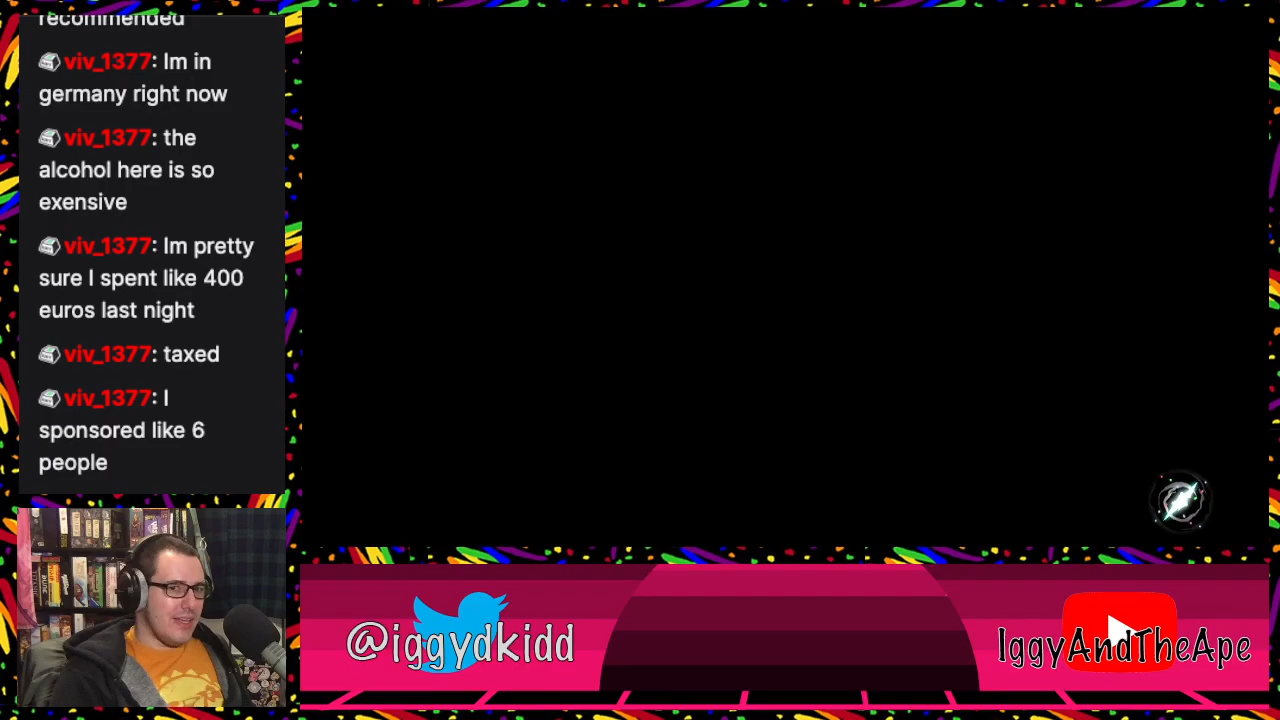 recommended
viv_1377: Im in
germany right now
viv_1377: the
alcohol here is so
exensive
viv_1377: Im pretty
sure I spent like 400
euros last night
viv_1377: taxed
viv_1377: I
sponsored like 6
people
@iggydkidd
IggyAndTheApe